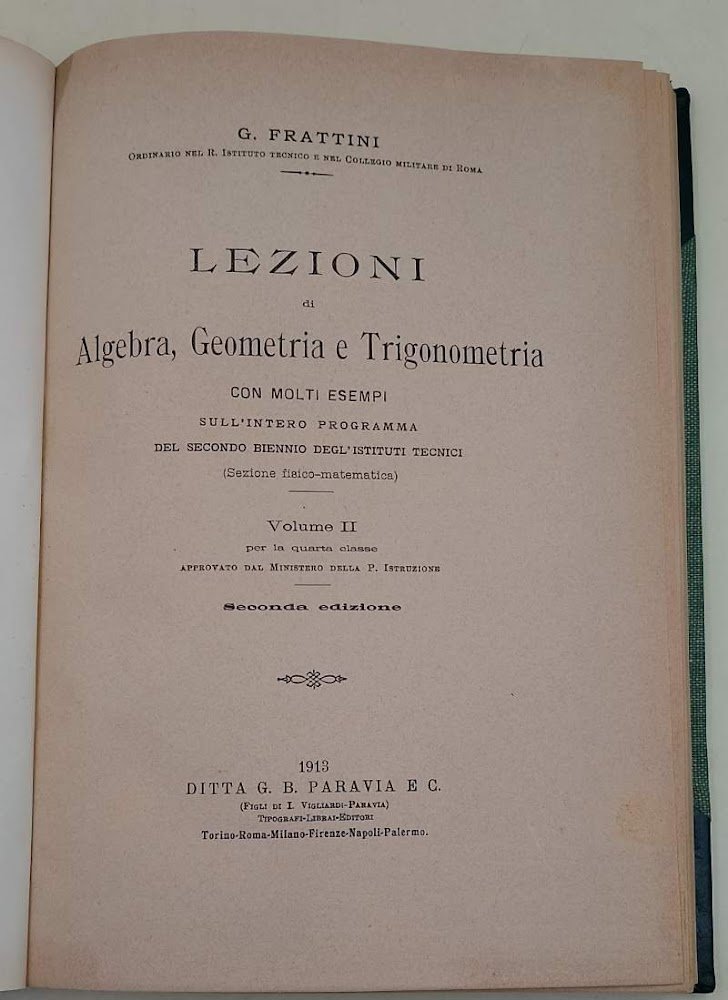 G. FRATTINI
ORDINARIO NEL R. ISTITUTO TECNICO E NEL COLLEGIO MILITARE DI ROMA
LEZIONI
di
Algebra, Geometria e Trigonometria
CON MOLTI ESEMPI
SULL'INTERO PROGRAMMA
DEL SECONDO BIENNIO DEGL'ISTITUTI TECNICI
(Sezione fisico-matematica)
Volume II
per la quarta classe
APPROVATO DAL MINISTERO DELLA P. ISTRUZIONE
Seconda edizione
1913
DITTA G. B. PARAVIA E C.
(FIGLI DI I. VIGLIARDI-PARAVIA)
TIPOGRAFI-LIBRAI-EDITORI
Torino-Roma-Milano-Firenze-Napoli-Palermo.